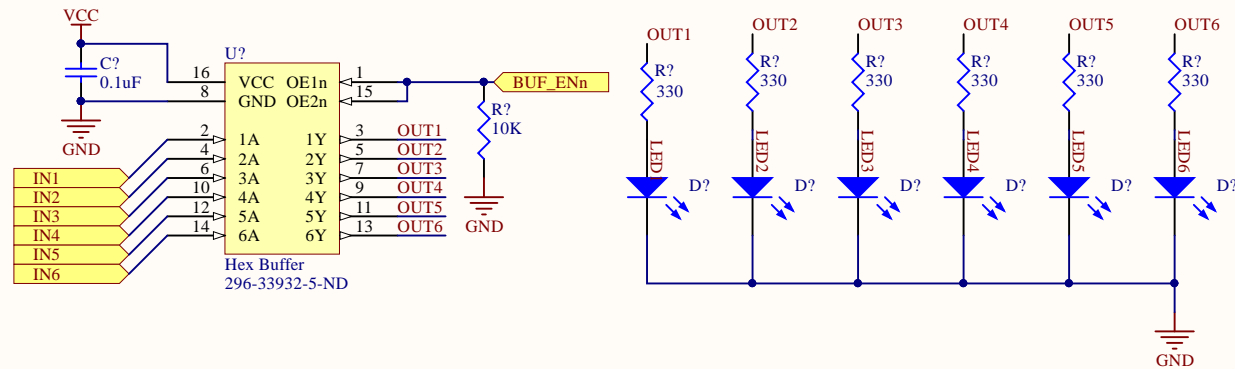 VCC
C?
0.1uF
GND
U?
16
VCC
OE1n
1
8
GND
OE2n
15
BUF_ENn
R?
10K
GND
2
1A
1Y
3
OUT1
4
2A
2Y
5
OUT2
6
3A
3Y
7
OUT3
10
4A
4Y
9
OUT4
12
5A
5Y
11
OUT5
14
6A
6Y
13
OUT6
IN1
IN2
IN3
IN4
IN5
IN6
Hex Buffer
296-33932-5-ND
OUT1
OUT2
OUT3
OUT4
OUT5
OUT6
R?
330
R?
330
R?
330
R?
330
R?
330
R?
330
LED
LED2
LED3
LED4
LED5
LED6
D?
D?
D?
D?
D?
D?
GND